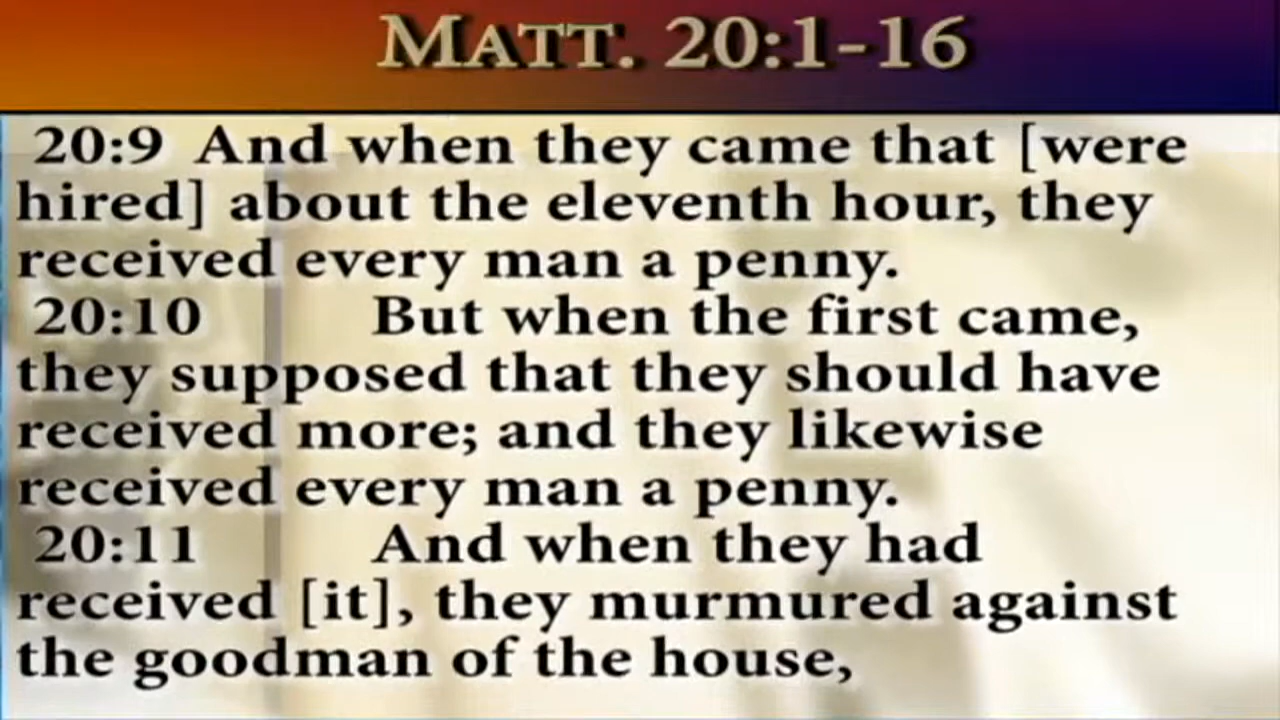 MATT. 20:1-16
20:9 And when they came that [were
hired] about the eleventh hour, they
received every man a penny.
20:10 But when the first came,
they supposed that they should have
received more; and they likewise
received every man a penny.
20:11 And when they had
received [it], they murmured against
the goodman of the house,